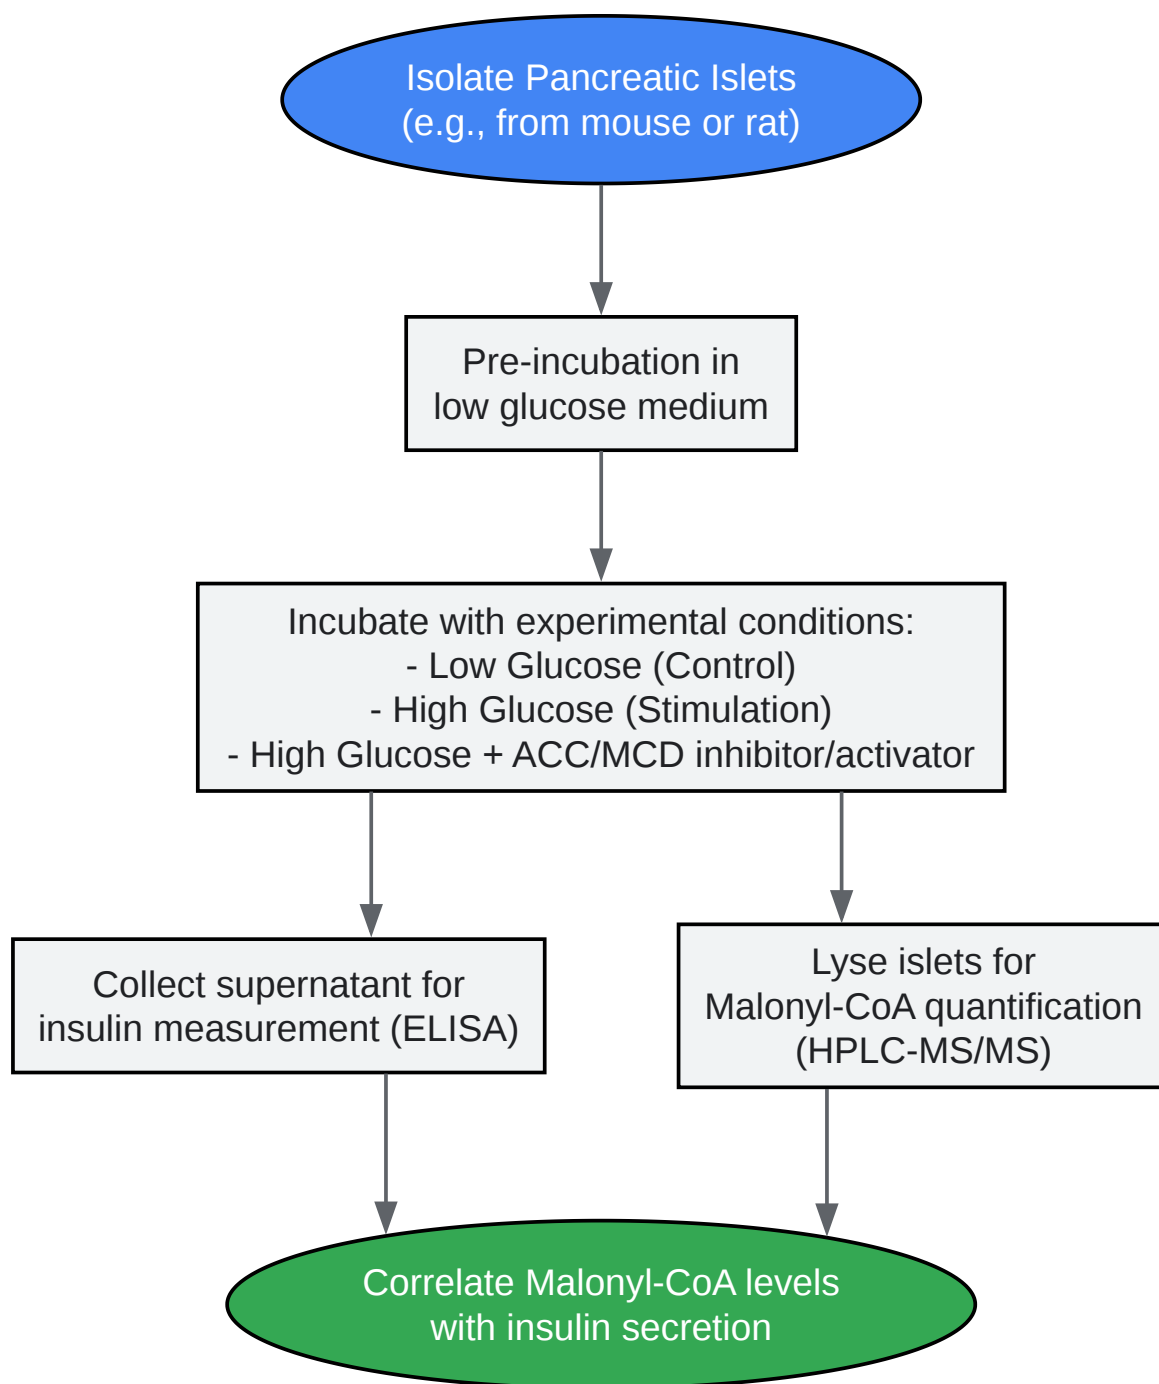 Isolate Pancreatic Islets
(e.g., from mouse or rat)
Pre-incubation in
low glucose medium
Incubate with experimental conditions:
- Low Glucose (Control)
- High Glucose (Stimulation)
- High Glucose + ACC/MCD inhibitor/activator
Collect supernatant for
insulin measurement (ELISA)
Lyse islets for
Malonyl-CoA quantification
(HPLC-MS/MS)
Correlate Malonyl-CoA levels
with insulin secretion